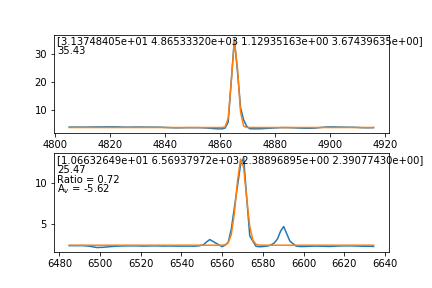 [3.13748405e+01 4.86533320e+03 1.12935163e+00 3.67439635e+00]
35.43
30
20
10
4800 4820 4840 4860 4880 4900 4920
[1.06632649e+01 6.56937972e+03 2.38896895e+00 2.39077430e+00]
25.47
Ratio = 0.72
Av = -5.62
10
5
6480 6500 6520 6540 6560 6580 6600 6620 6640